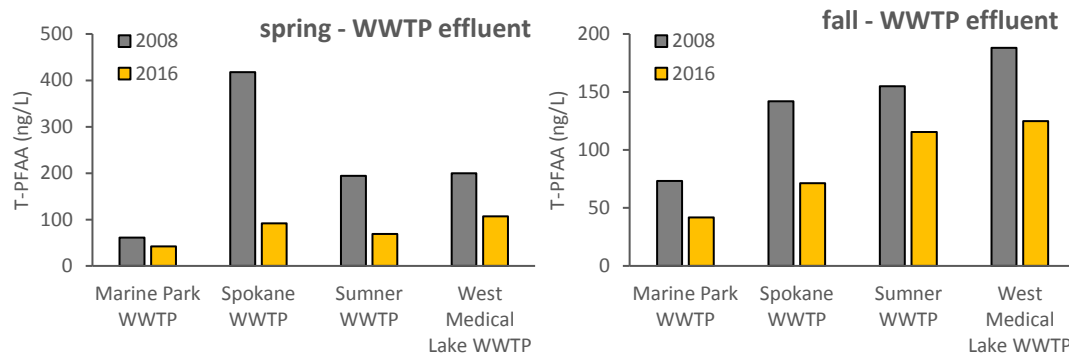 spring - WWTP effluent
T-PFAA (ng/L)
500
400
300
200
100
0
2008
2016
Marine Park
WWTP
Spokane
WWTP
Sumner
WWTP
West
Medical
Lake WWTP
fall - WWTP effluent
T-PFAA (ng/L)
200
150
100
50
0
2008
2016
Marine Park
WWTP
Spokane
WWTP
Sumner
WWTP
West
Medical
Lake WWTP